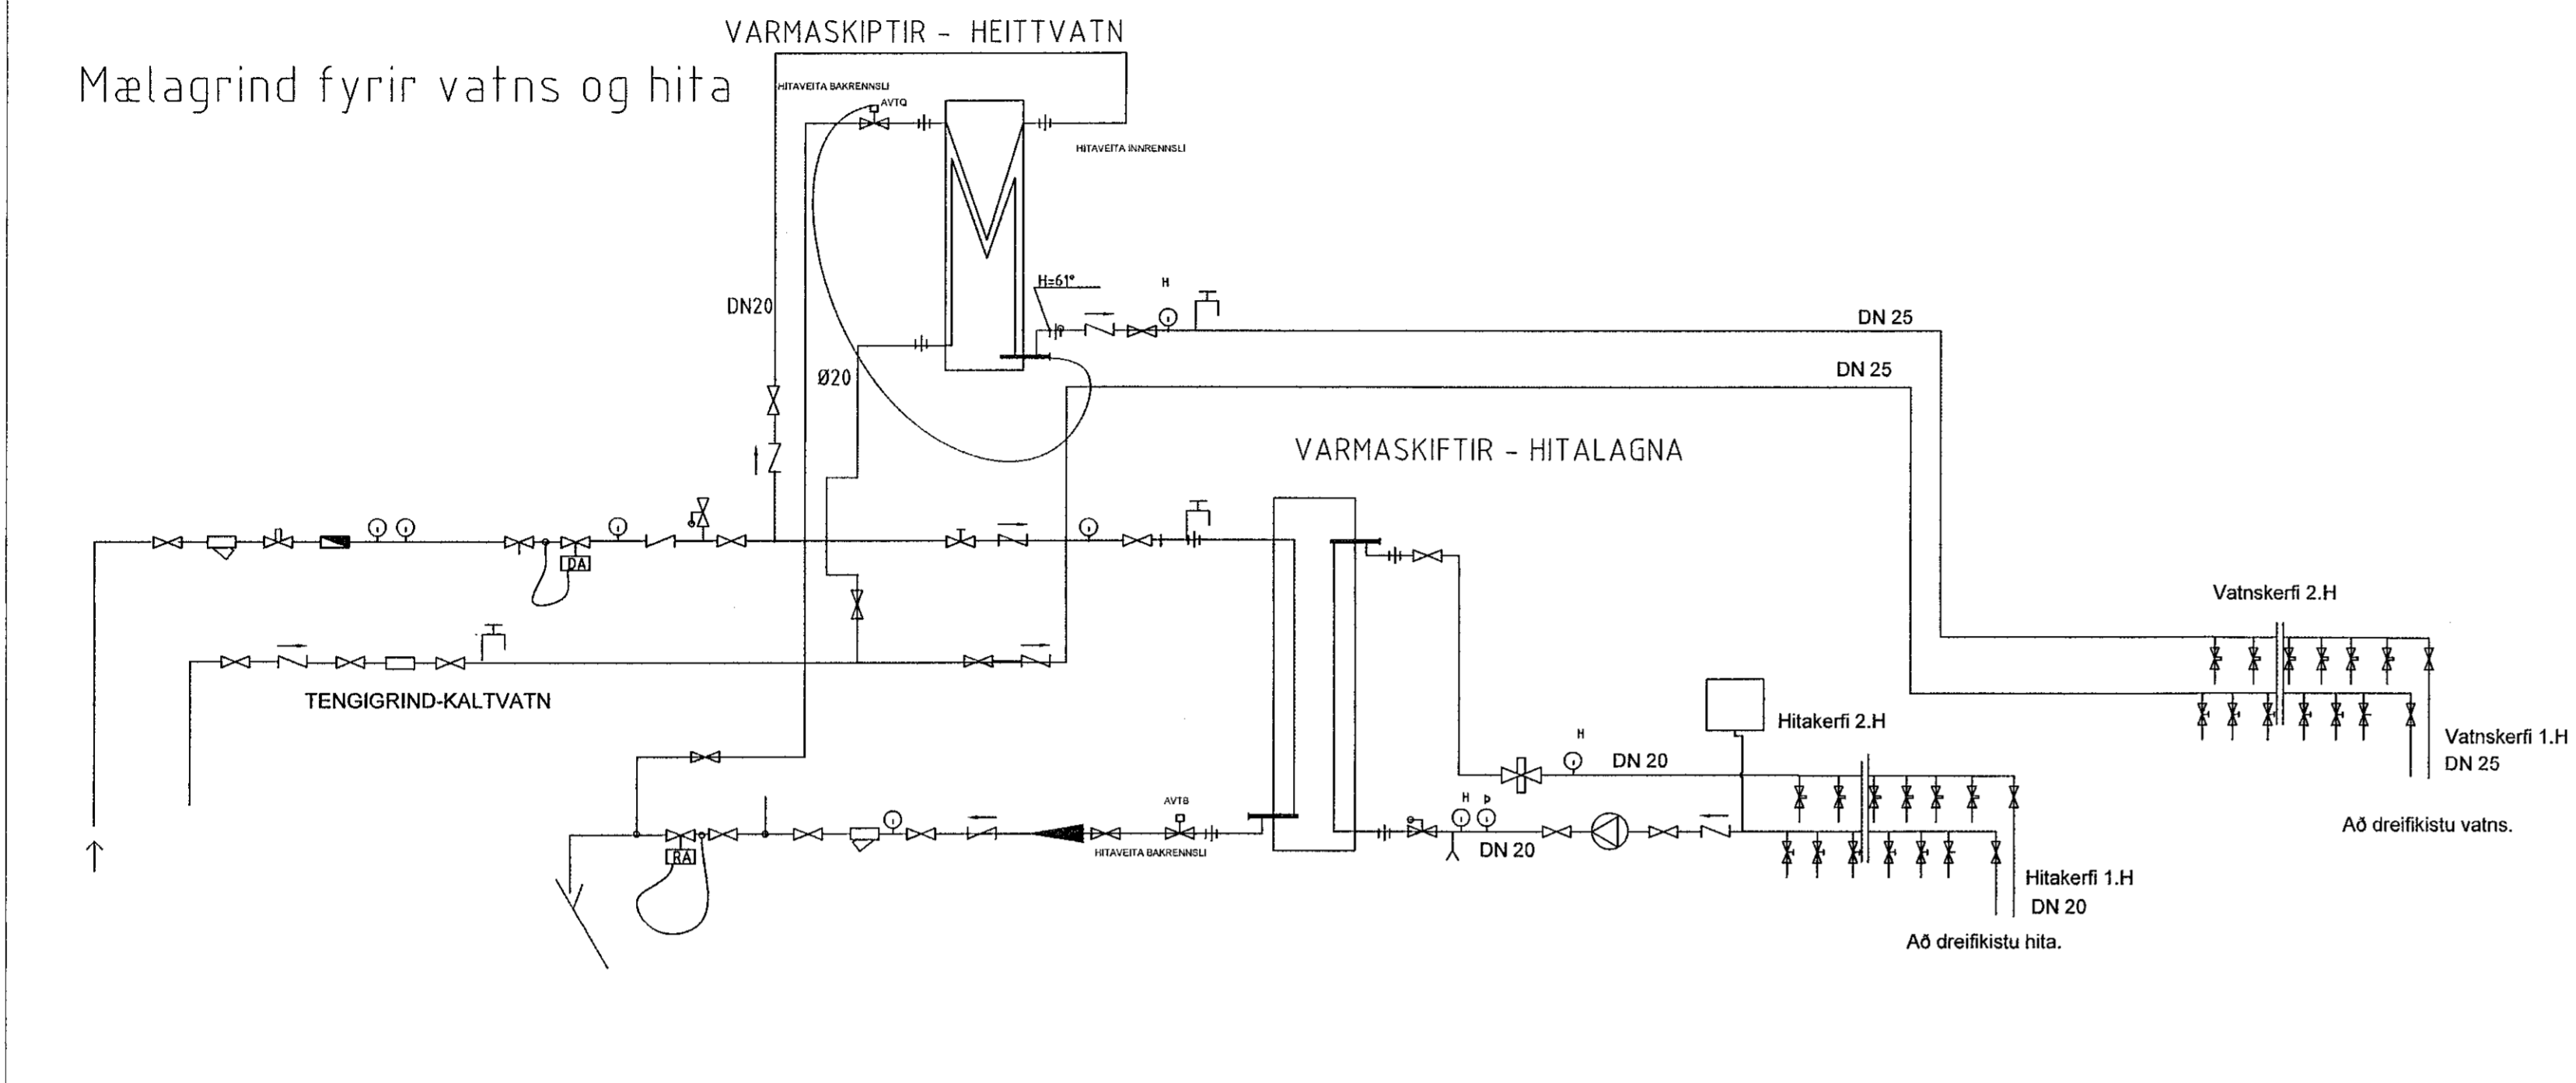 VARMASKIPTIR - HEITTVATN
Mælagrind fyrir vatns og hita
HITAVEITA BAKRENNSLI
AVTQ
HITAVEITA INNRENNSLI
H=61°
H
DN20
DN 25
Ø20
DN 25
VARMASKIFTIR - HITALAGNA
DA
Vatnskerfi 2.H
TENGIGRIND-KALTVATN
Hitakerfi 2.H
Vatnskerfi 1.H
DN 25
H
DN 20
AVTB
H Þ
Að dreifikistu vatns.
RA
HITAVEITA BAKRENNSLI
DN 20
Hitakerfi 1.H
DN 20
Að dreifikistu hita.